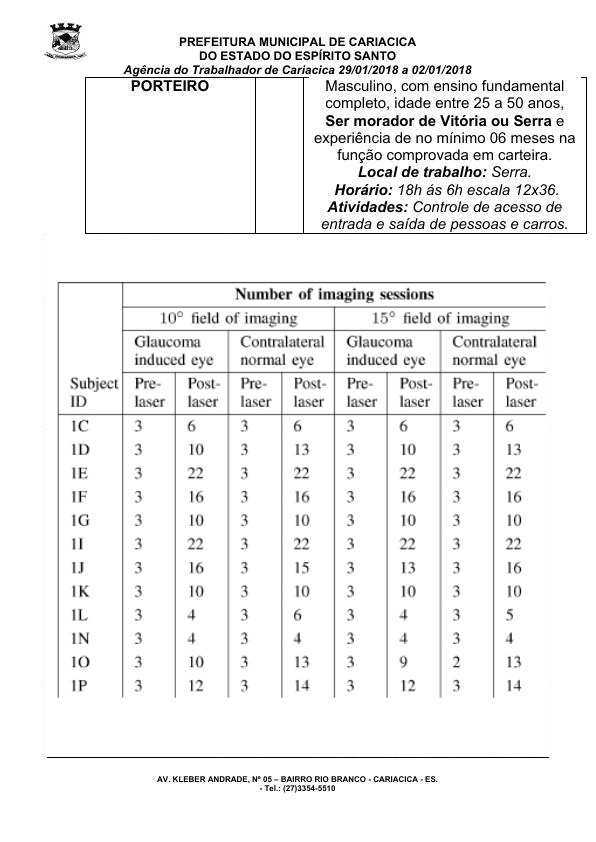 PREFEITURA MUNICIPAL DE CARIACICA
DO ESTADO DO ESPÍRITO SANTO
Agência do Trabalhador de Cariacica 29/01/2018 a 02/01/2018
PORTEIRO
Masculino, com ensino fundamental
completo, idade entre 25 a 50 anos,
Ser morador de Vitória ou Serra e
experiência de no mínimo 06 meses na
função comprovada em carteira.
Local de trabalho: Serra.
Horário: 18h ás 6h escala 12x36.
Atividades: Controle de acesso de
entrada e saída de pessoas e carros.
Number of imaging sessions
10° field of imaging 15° field of imaging
Glaucoma Contralateral Glaucoma Contralateral
induced eye normal eye induced eye normal eye
Subject Pre- Post- Pre- Post- Pre- Post- Pre- Post-
ID laser laser laser laser laser laser laser laser
1C 3 6 3 6 3 6 3 6
1D 3 10 3 13 3 10 3 13
1E 3 22 3 22 3 22 3 22
1F 3 16 3 16 3 16 3 16
1G 3 10 3 10 3 10 3 10
1I 3 22 3 22 3 22 3 22
1J 3 16 3 15 3 13 3 16
1K 3 10 3 10 3 10 3 10
1L 3 4 3 6 3 4 3 5
1N 3 4 3 4 3 4 3 4
1O 3 10 3 13 3 9 2 13
1P 3 12 3 14 3 12 3 14
AV. KLEBER ANDRADE, Nº 05 – BAIRRO RIO BRANCO - CARIACICA - ES.
- Tel.: (27)3354-5510